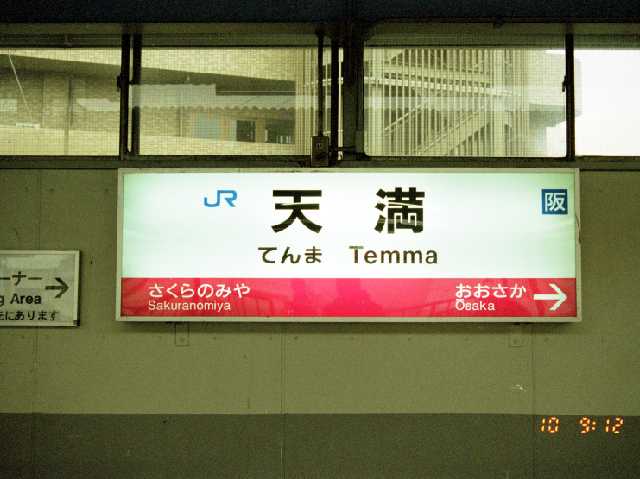 JR 天満 阪
てんま Temma
さくらのみや おおさか →
Sakuranomiya Osaka
ーナー →
g Area
にあります
10 9:12